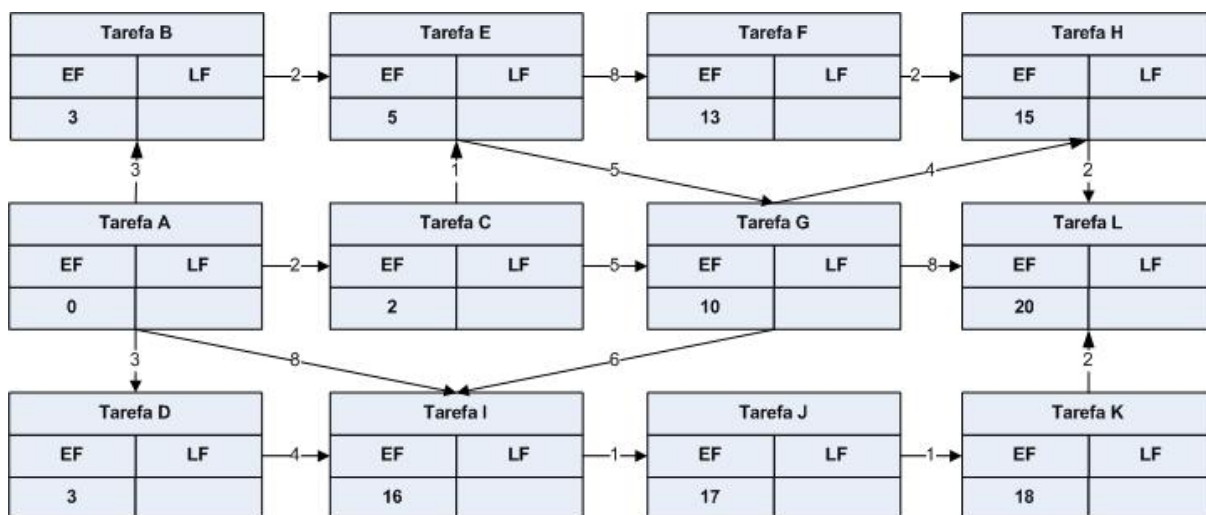 Tarefa B Tarefa E Tarefa F Tarefa H
EF LF 2 EF LF 8 EF LF 2 EF LF
3 5 13 15
3 1 5 4 2
Tarefa A Tarefa C Tarefa G Tarefa L
EF LF 2 EF LF 5 EF LF 8 EF LF
0 2 10 20
3 8 6 2
Tarefa D Tarefa I Tarefa J Tarefa K
EF LF 4 EF LF 1 EF LF 1 EF LF
3 16 17 18